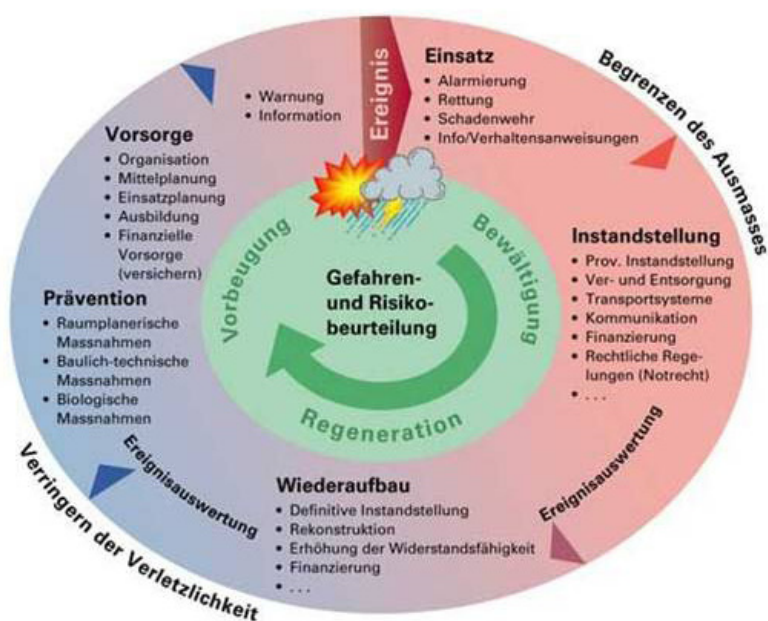 Ereignis
Einsatz
• Alarmierung
• Rettung
• Schadenwehr
• Info/Verhaltensanweisungen
Begrenzen des Ausmasses
Instandstellung
• Prov. Instandstellung
• Ver- und Entsorgung
• Transportsysteme
• Kommunikation
• Finanzierung
• Rechtliche Rege-
lungen (Notrecht)
• . . .
Ereignisauswertung
Wiederaufbau
• Definitive Instandstellung
• Rekonstruktion
• Erhöhung der Widerstandsfähigkeit
• Finanzierung
• . . .
Ereignisauswertung
Verringern der Verletzlichkeit
Prävention
• Raumplanerische
Massnahmen
• Baulich-technische
Massnahmen
• Biologische
Massnahmen
Vorsorge
• Organisation
• Mittelplanung
• Einsatzplanung
• Ausbildung
• Finanzielle
Vorsorge
(versichern)
• Warnung
• Information
Vorbeugung
Bewältigung
Regeneration
Gefahren-
und Risiko-
beurteilung